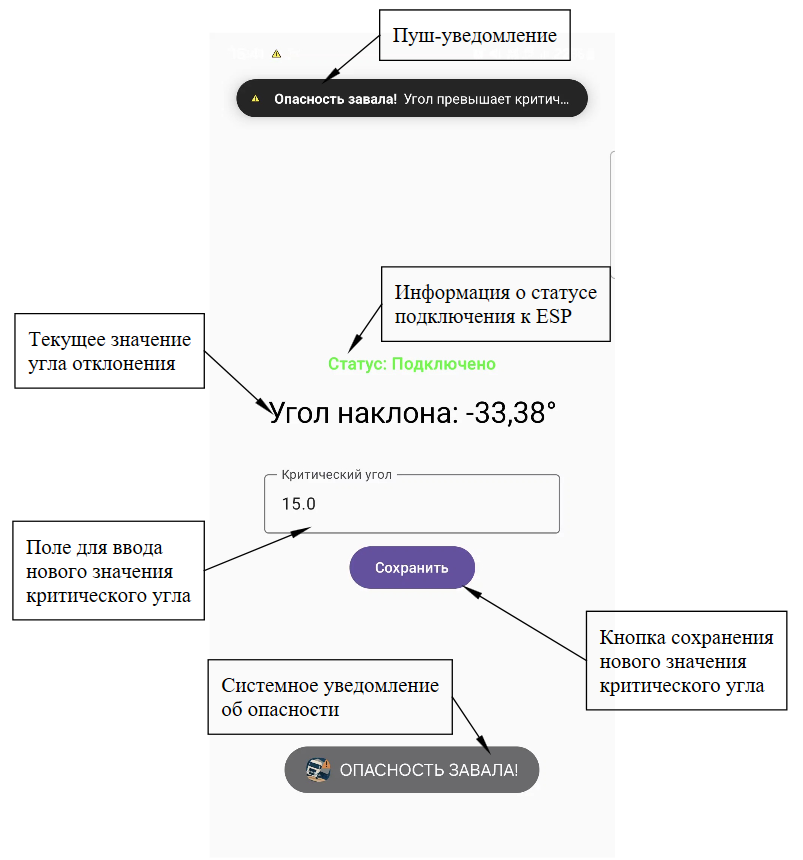 Пуш-уведомление
Опасность завала! Угол превышает критич...
Информация о статусе
подключения к ESP
Текущее значение
угла отклонения
Статус: Подключено
Угол наклона: -33,38°
Критический угол
15.0
Поле для ввода
нового значения
критического угла
Сохранить
Кнопка сохранения
нового значения
критического угла
Системное уведомление
об опасности
ОПАСНОСТЬ ЗАВАЛА!